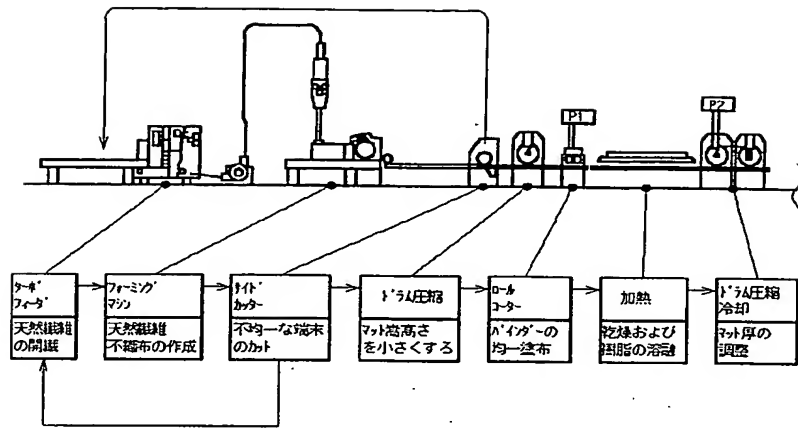 P1
P2
ターボ
フィーダ
天然繊維
の開繊
フォーミング
マシン
天然繊維
不織布の作成
サイド
カッター
不均一な端末
のカット
ドラム圧縮
マット嵩高さ
を小さくする
ロール
コーター
バインダーの
均一塗布
加熱
乾燥および
樹脂の溶融
ドラム圧縮
冷却
マット厚の
調整